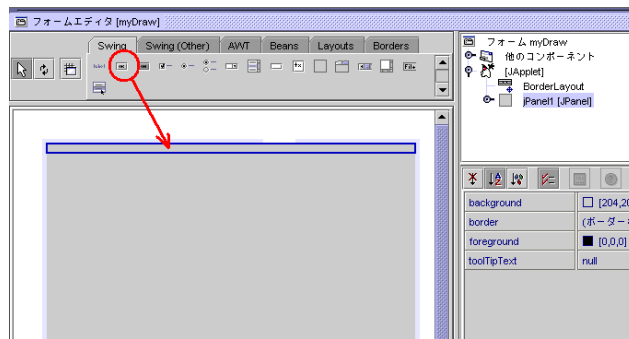 フォームエディタ [myDraw]
Swing
Swing (Other)
AWT
Beans
Layouts
Borders
フォーム myDraw
他のコンポーネント
[JApplet]
BorderLayout
jPanel1 [JPanel]
background
[204,20
border
(ボーダーな
foreground
[0,0,0]
toolTipText
null